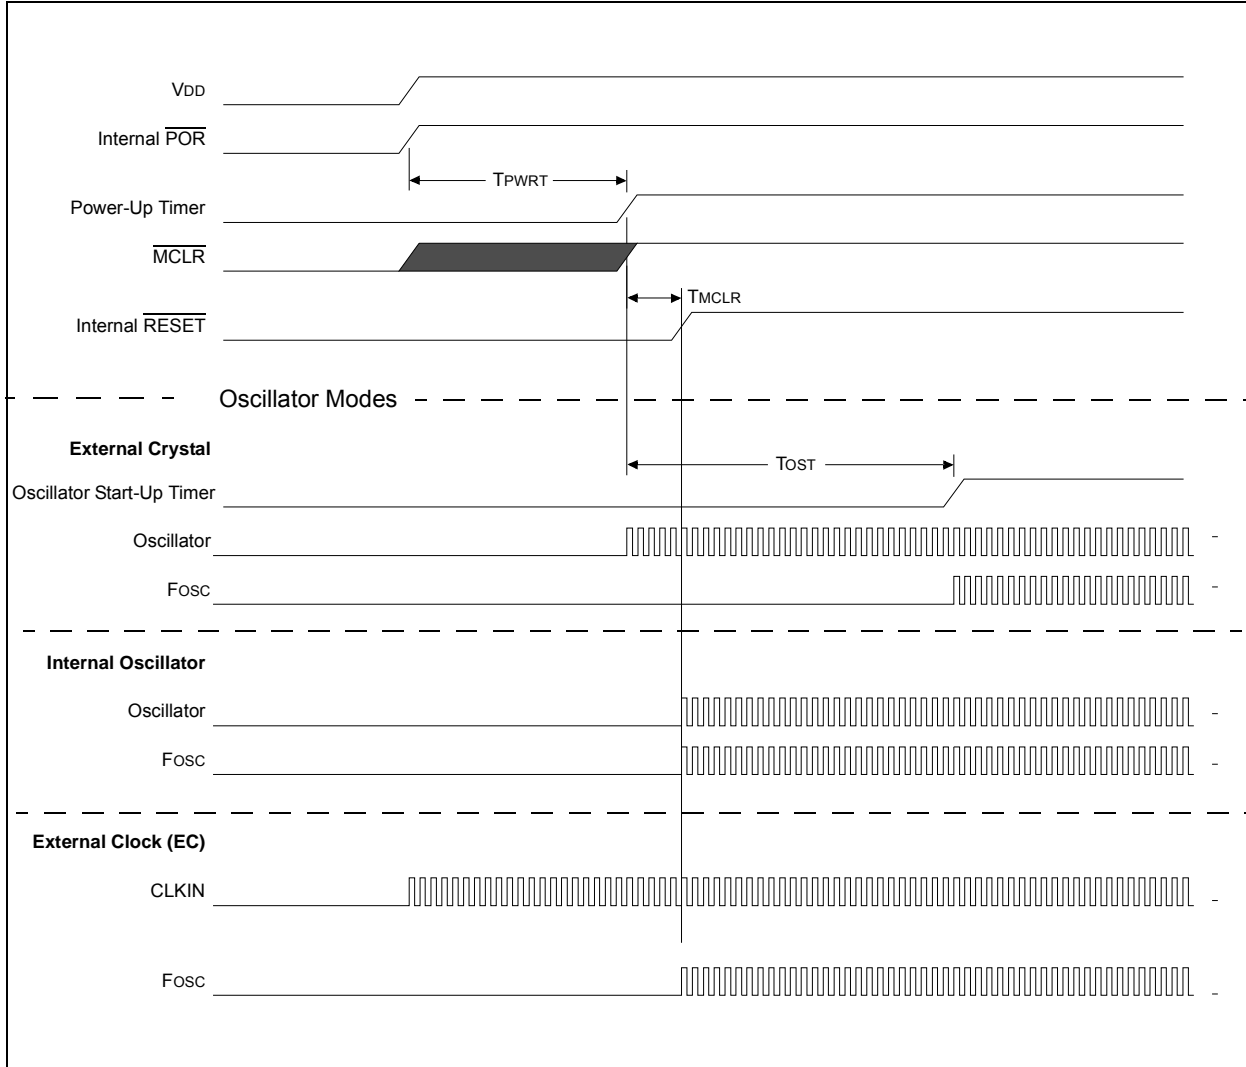 VDD
Internal POR
TPWRT
Power-Up Timer
MCLR
TMCLR
Internal RESET
Oscillator Modes
External Crystal
TOST
Oscillator Start-Up Timer
Oscillator
FOSC
Internal Oscillator
Oscillator
FOSC
External Clock (EC)
CLKIN
FOSC